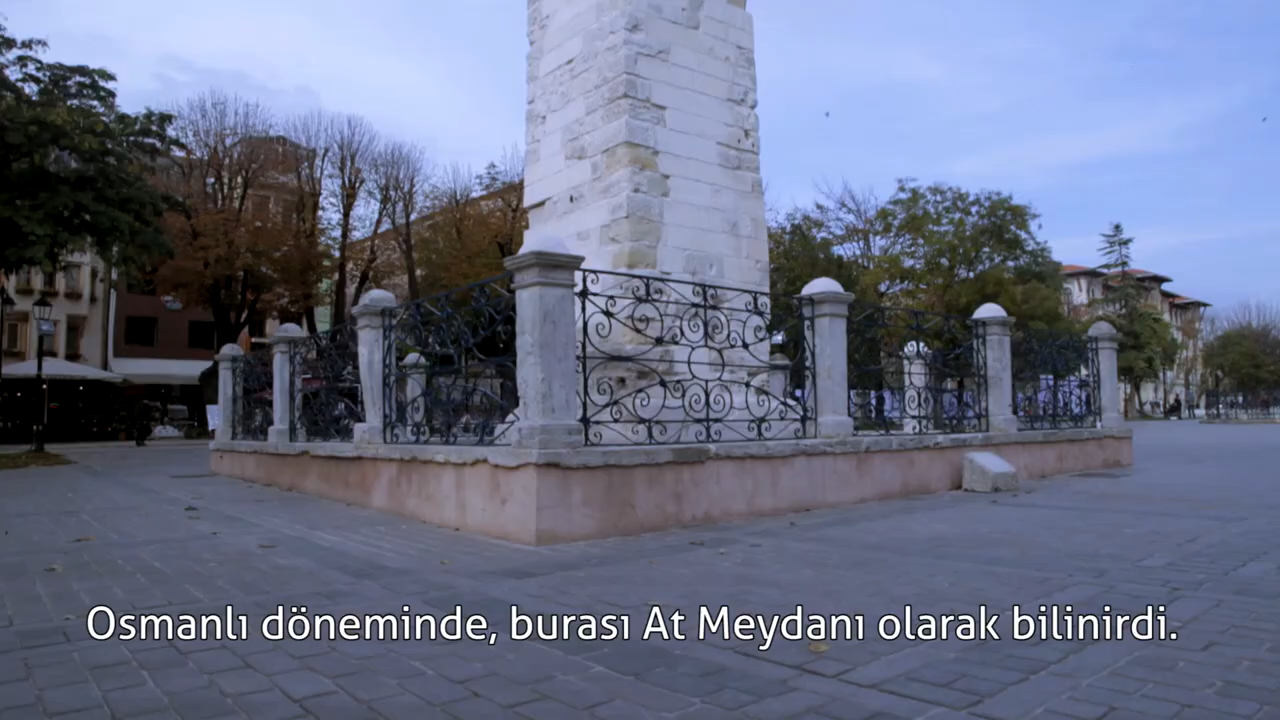 Osmanlı döneminde, burası At Meydanı olarak bilinirdi.